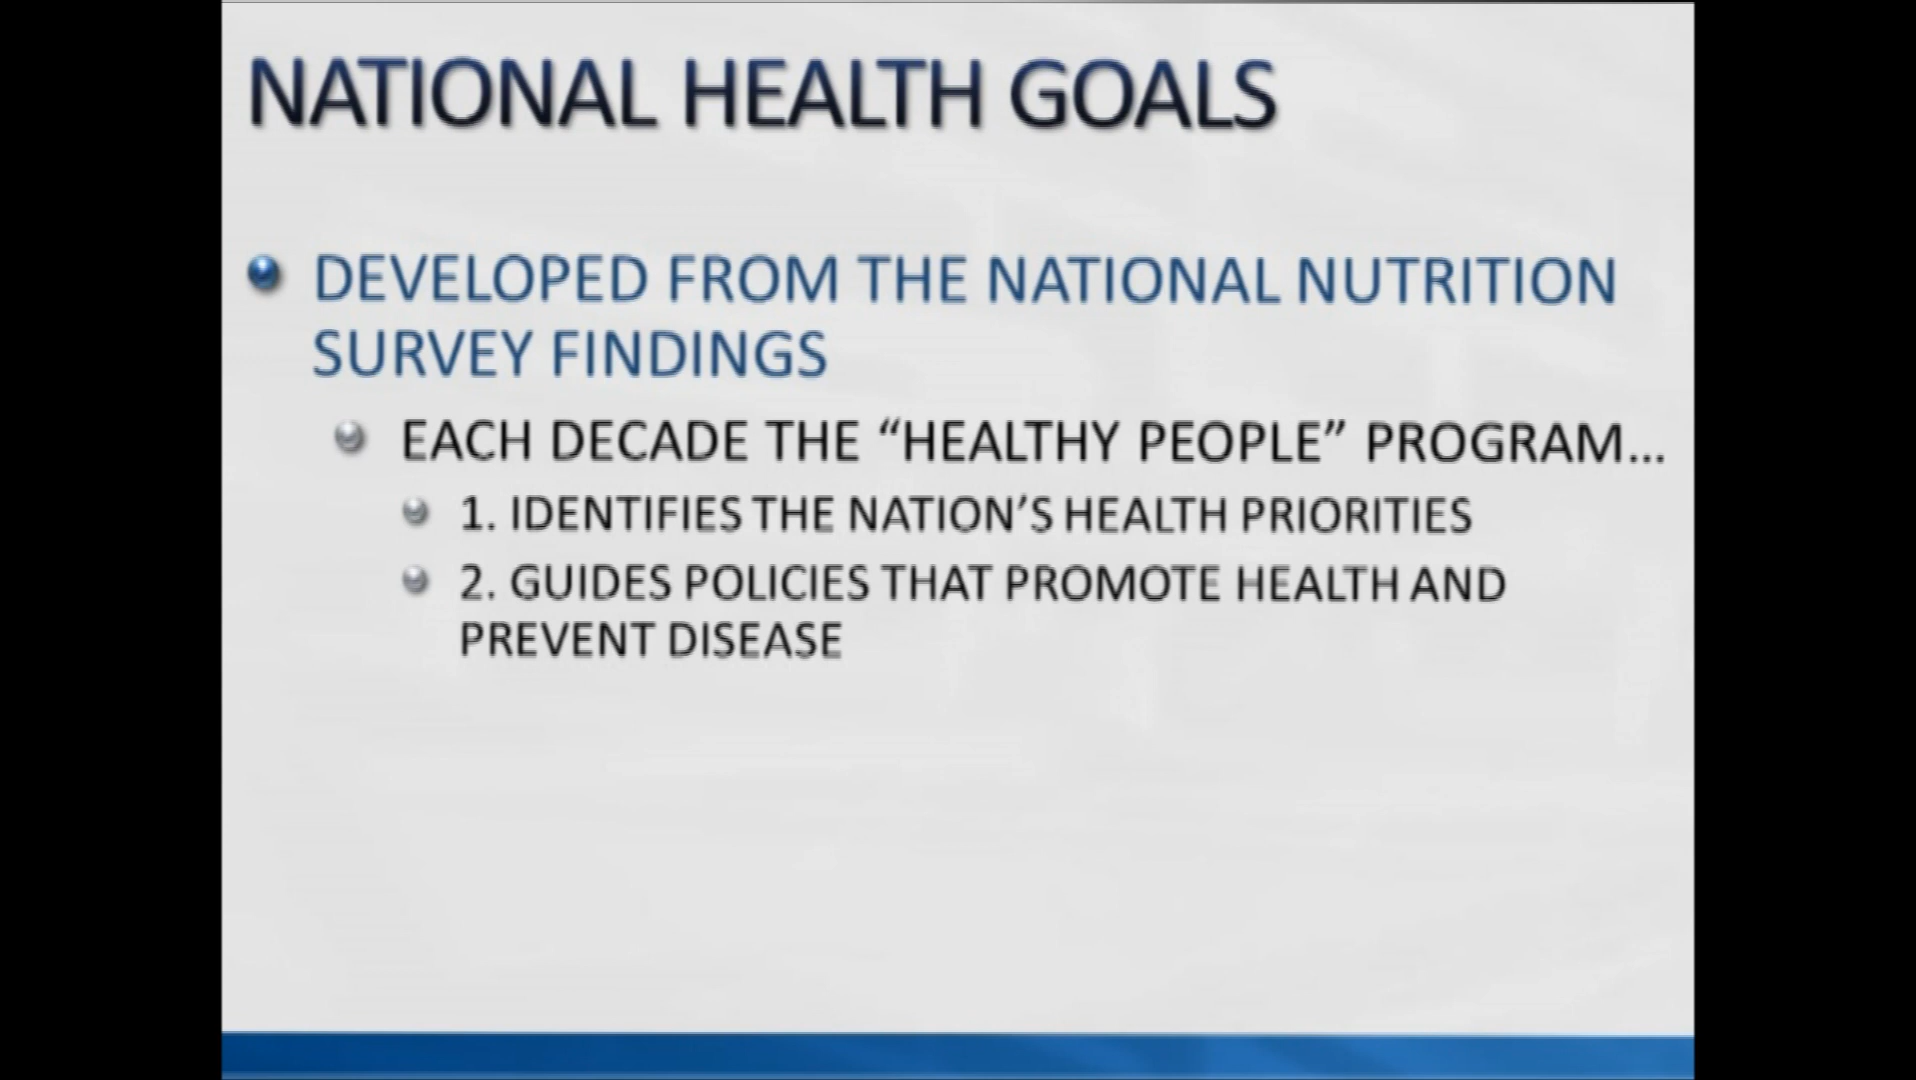 NATIONAL HEALTH GOALS
DEVELOPED FROM THE NATIONAL NUTRITION
SURVEY FINDINGS
EACH DECADE THE “HEALTHY PEOPLE” PROGRAM…
1. IDENTIFIES THE NATION’S HEALTH PRIORITIES
2. GUIDES POLICIES THAT PROMOTE HEALTH AND
PREVENT DISEASE